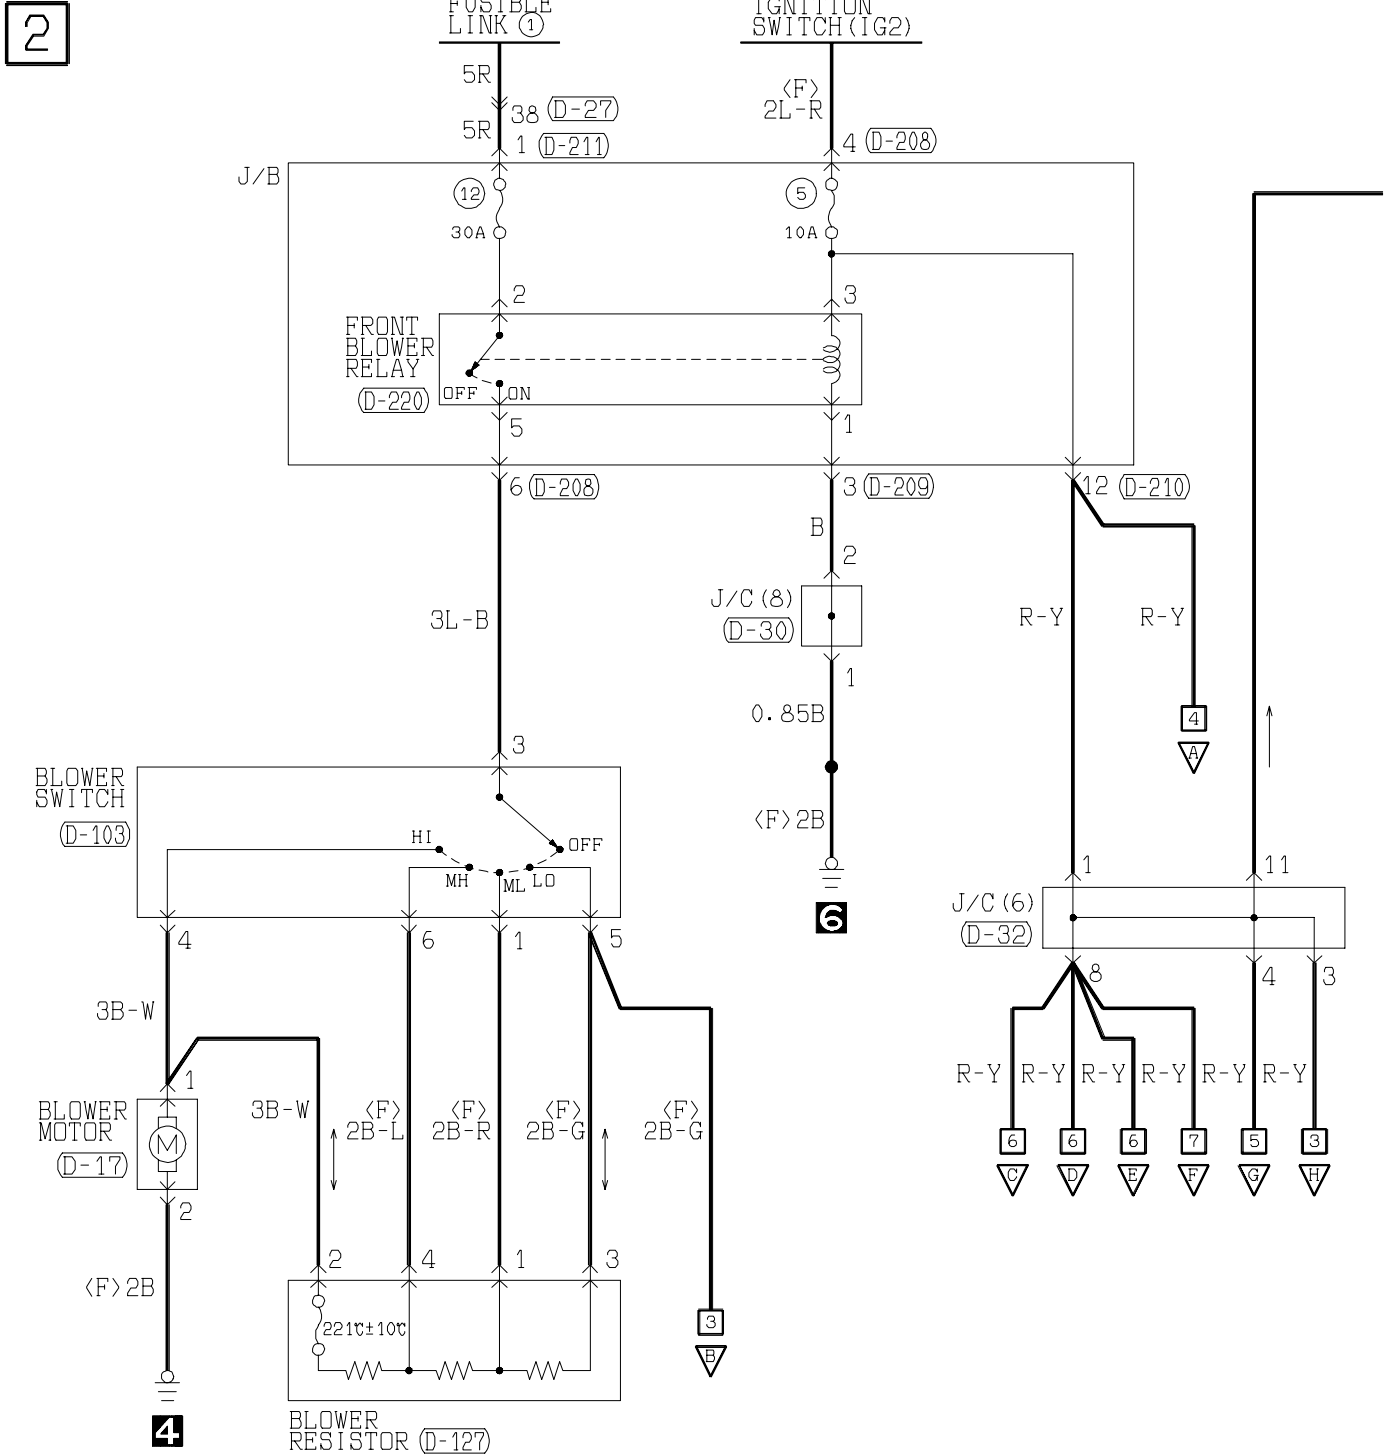 2
FUSIBLE
LINK ①
IGNITION
SWITCH(IG2)
5R
38 (D-27)
5R
1 (D-211)
<F>
2L-R
4 (D-208)
J/B
12
30A
5
10A
2
3
FRONT
BLOWER
RELAY
(D-220)
OFF
ON
5
1
6 (D-208)
3 (D-209)
12 (D-210)
B
2
J/C(8)
(D-30)
1
3L-B
R-Y
R-Y
0.85B
4
A
3
BLOWER
SWITCH
(D-103)
HI
OFF
MH
ML
LO
<F>2B
6
1
11
J/C(6)
(D-32)
4
6
1
5
8
4
3
3B-W
R-Y
R-Y
R-Y
R-Y
R-Y
R-Y
1
BLOWER
MOTOR
(D-17)
M
3B-W
<F>
2B-L
<F>
2B-R
<F>
2B-G
<F>
2B-G
6
6
6
7
5
3
C
D
E
F
G
H
2
2
4
1
3
<F>2B
221℃±10℃
3
B
4
BLOWER
RESISTOR (D-127)